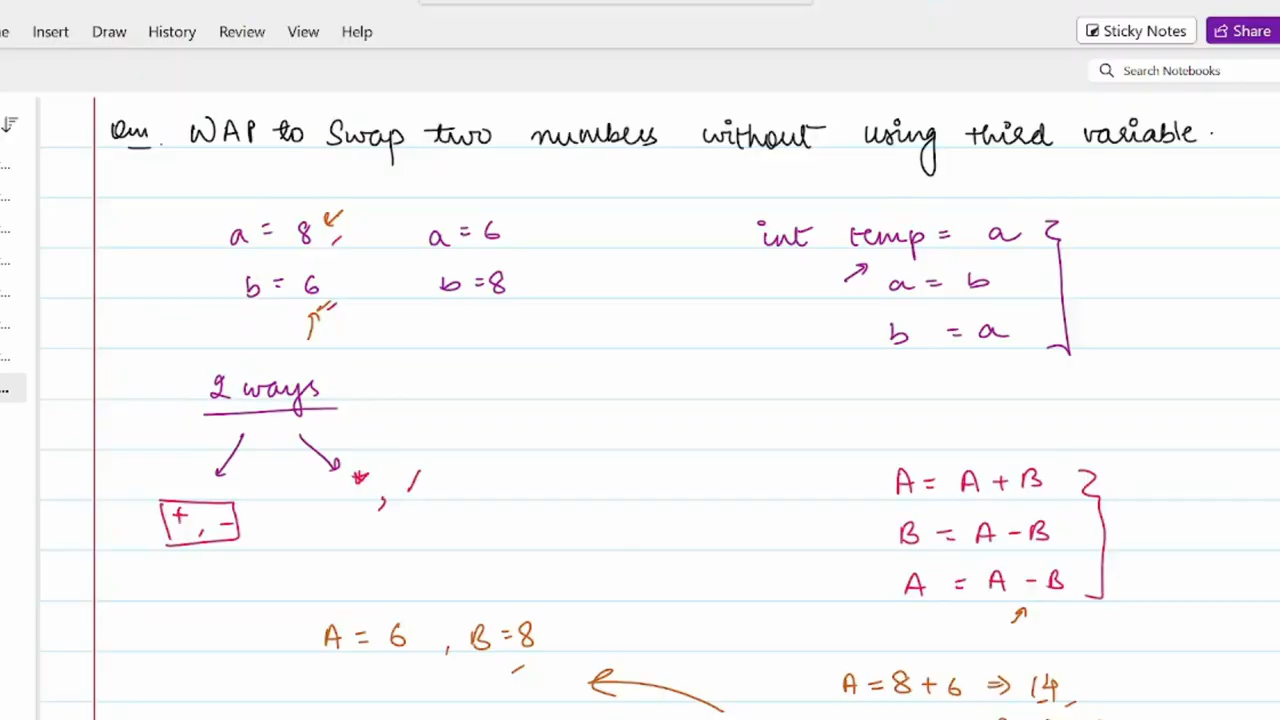 Insert Draw History Review View Help
Sticky Notes Share
Search Notebooks
Qus. WAP to Swap two numbers without using third variable.
a = 8 a = 6 int temp = a
b = 6 b = 8 a = b
b = a
2 ways
*, /
+, -
A = A + B
B = A - B
A = A - B
A = 6, B = 8
A = 8 + 6 ⇒ 14